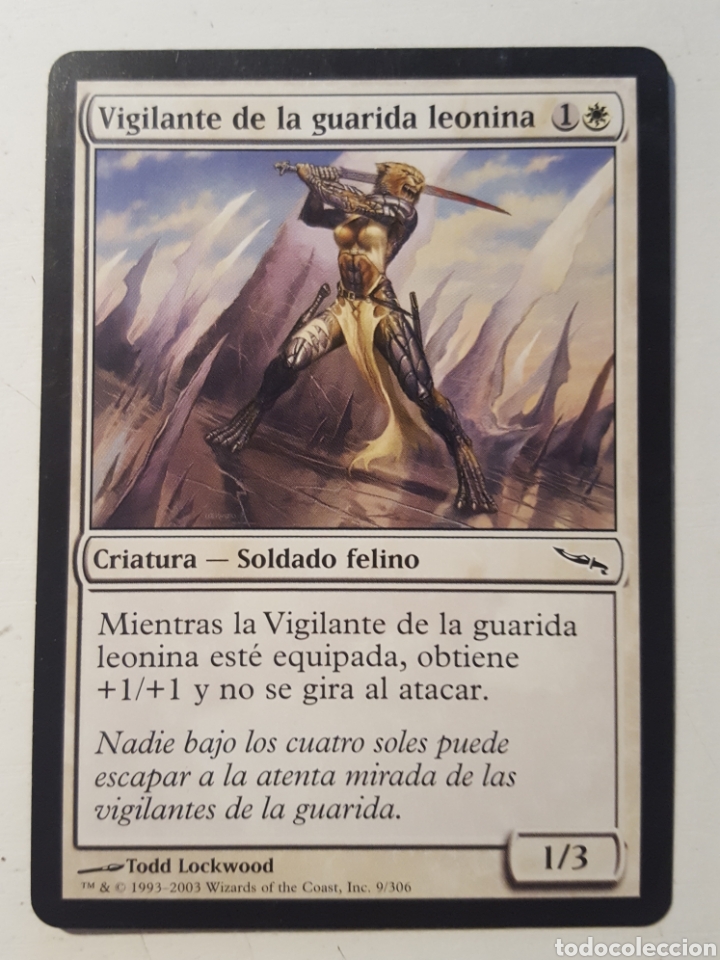 Vigilante de la guarida leonina 1
Criatura — Soldado felino
Mientras la Vigilante de la guarida
leonina esté equipada, obtiene
+1/+1 y no se gira al atacar.
Nadie bajo los cuatro soles puede
escapar a la atenta mirada de las
vigilantes de la guarida.
1/3
Todd Lockwood
™ & © 1993–2003 Wizards of the Coast, Inc. 9/306
todocoleccion